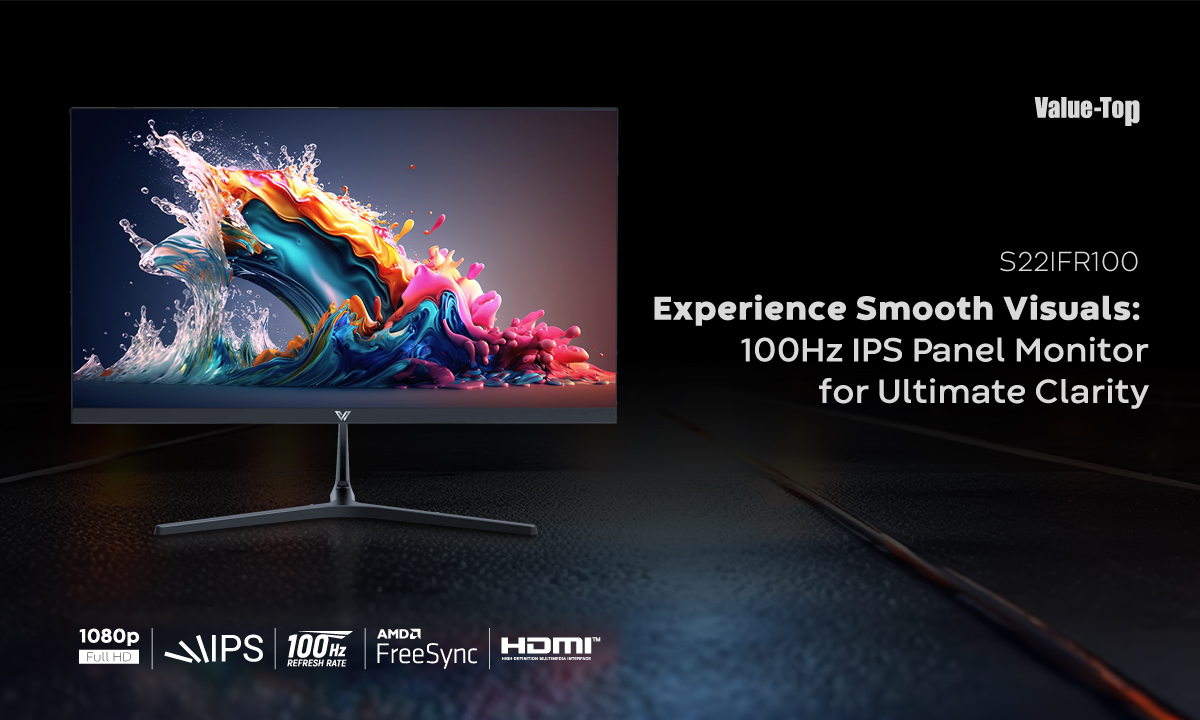 Value-Top
S22IFR100
Experience Smooth Visuals:
100Hz IPS Panel Monitor
for Ultimate Clarity
1080p
Full HD
IPS
100Hz
REFRESH RATE
AMD
FreeSync
HDMI™
HIGH-DEFINITION MULTIMEDIA INTERFACE